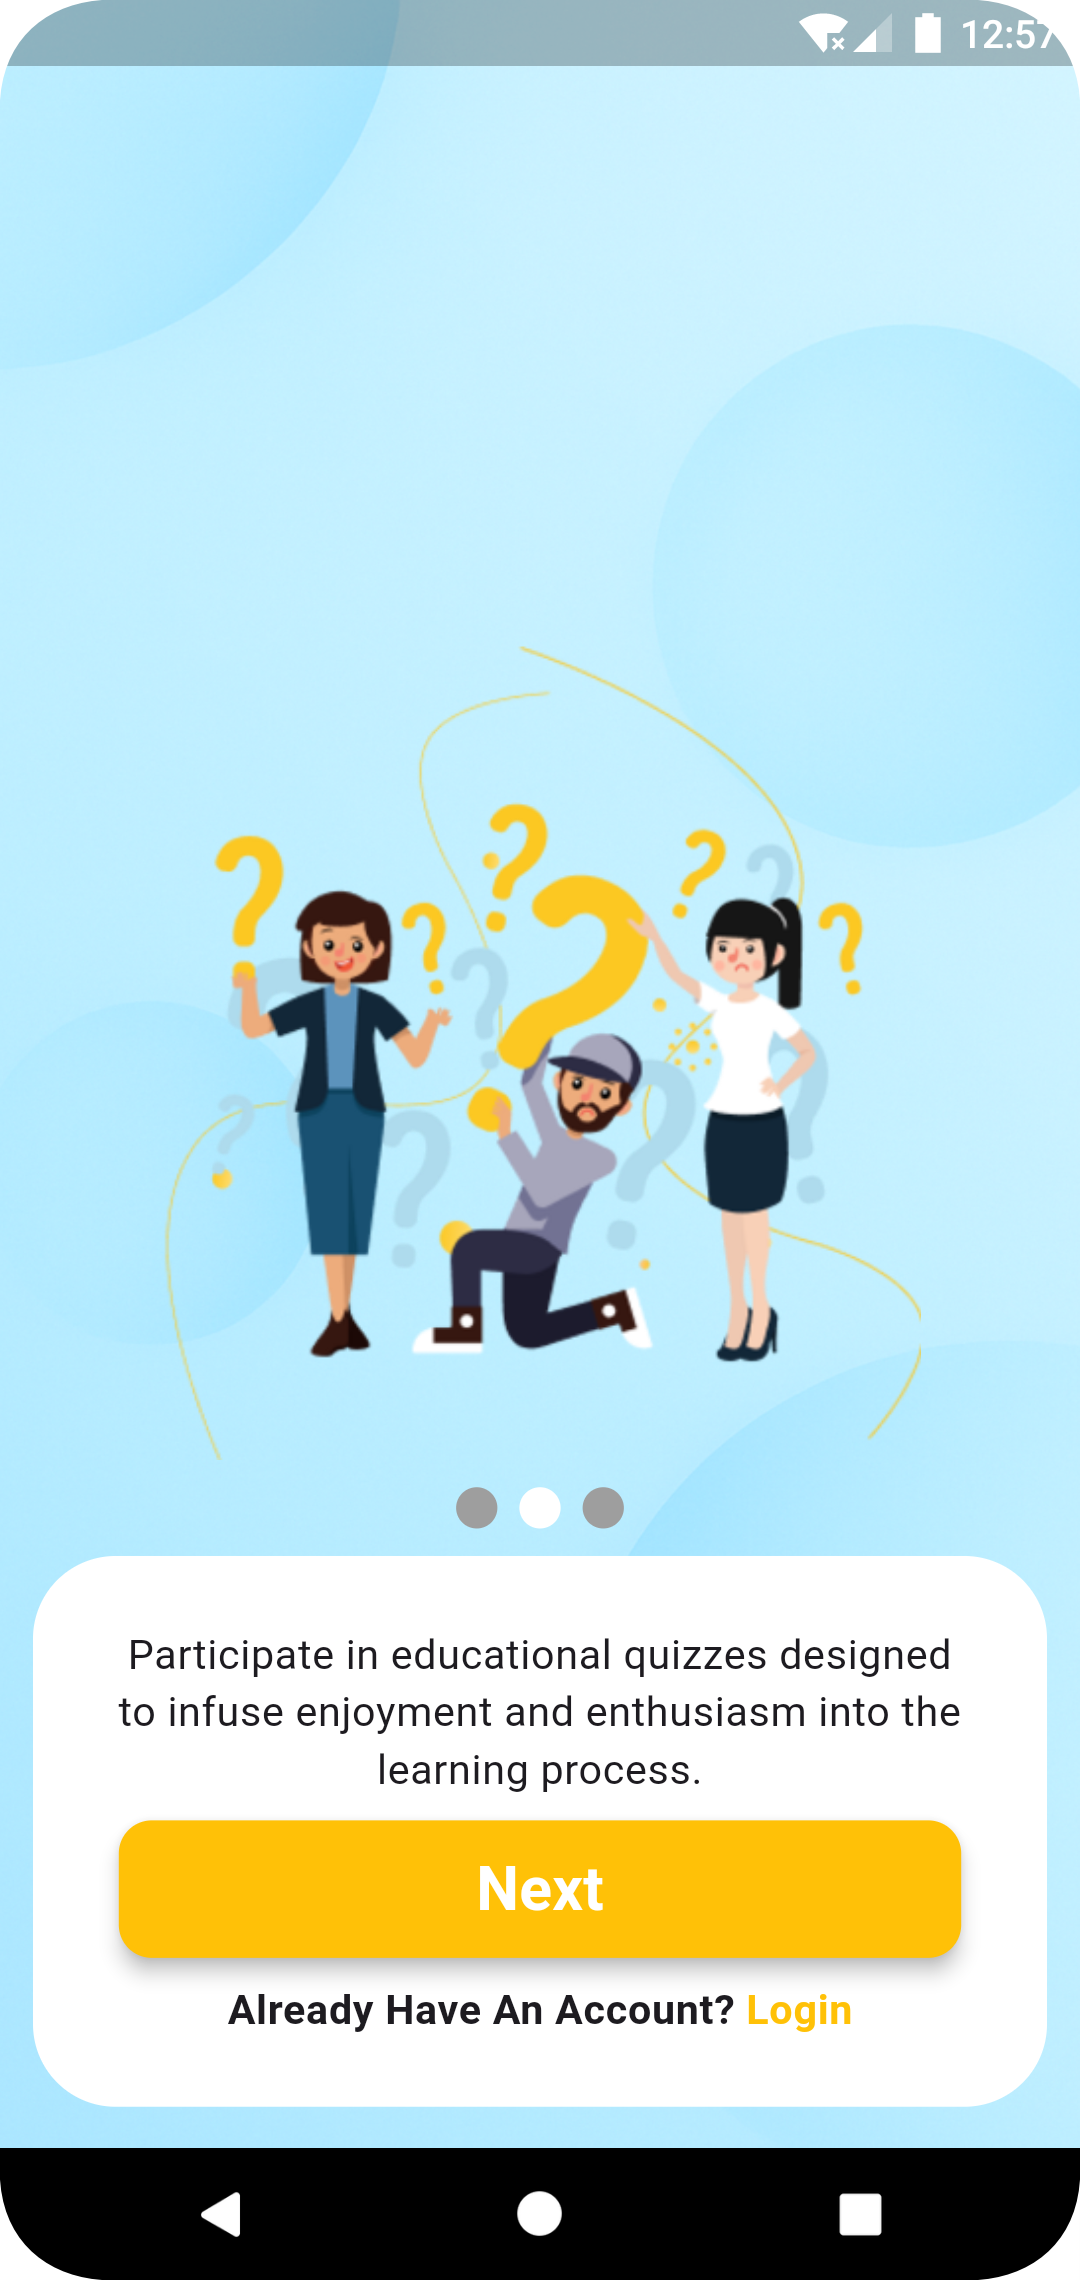 12:57
Participate in educational quizzes designed
to infuse enjoyment and enthusiasm into the
learning process.
Next
Already Have An Account? Login